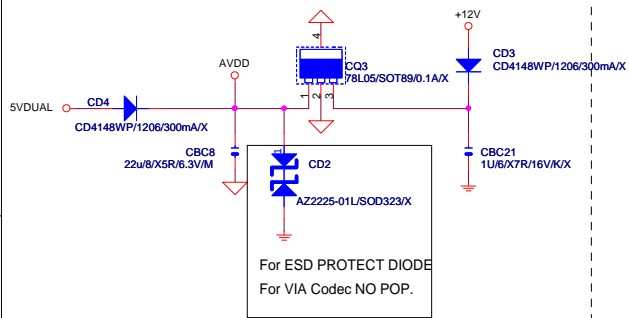 +12V
4
CD3
CD4148WP/1206/300mA/X
CQ3
78L05/SOT89/0.1A/X
AVDD
5VDUAL
CD4
CD4148WP/1206/300mA/X
1
2
3
CBC8
22u/8/X5R/6.3V/M
1
CD2
CBC21
1U/6/X7R/16V/K/X
AZ2225-01L/SOD323/X
For ESD PROTECT DIODE
For VIA Codec NO POP.